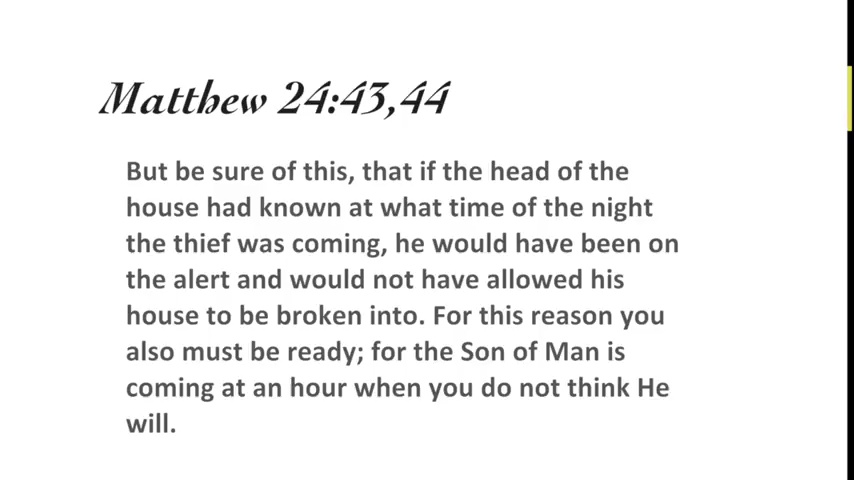 Matthew 24:43,44
But be sure of this, that if the head of the
house had known at what time of the night
the thief was coming, he would have been on
the alert and would not have allowed his
house to be broken into. For this reason you
also must be ready; for the Son of Man is
coming at an hour when you do not think He
will.